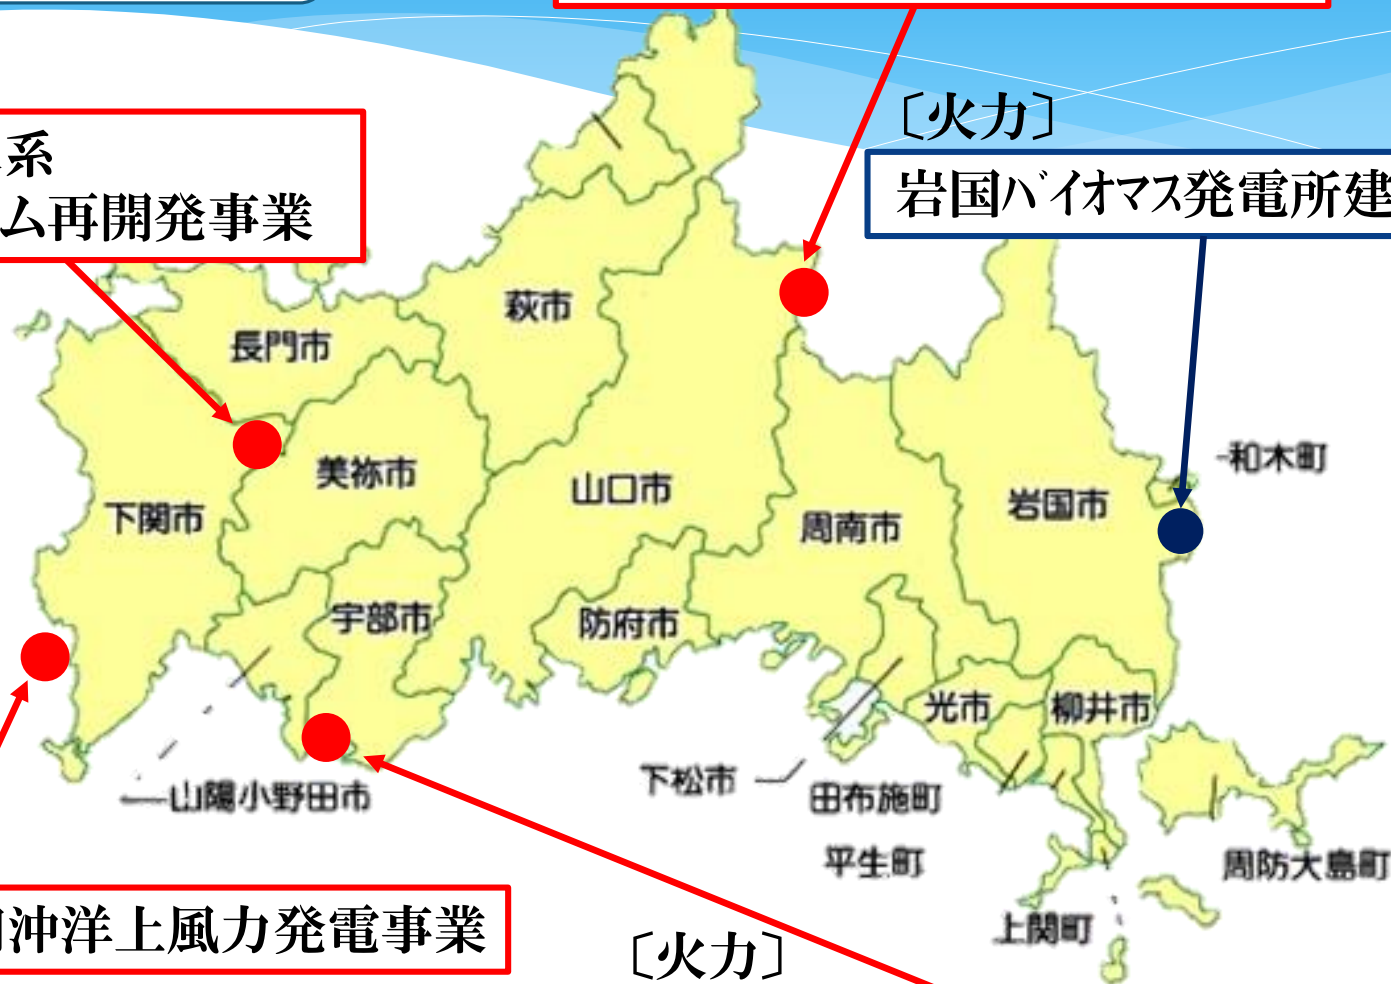 〔火力〕
系
ム再開発事業
岩国バイオマス発電所建
萩市
長門市
和木町
美祢市
山口市
岩国市
下関市
周南市
宇部市
防府市
光市
柳井市
下松市
山陽小野田市
田布施町
平生町
周防大島町
沖洋上風力発電事業
上関町
〔火力〕